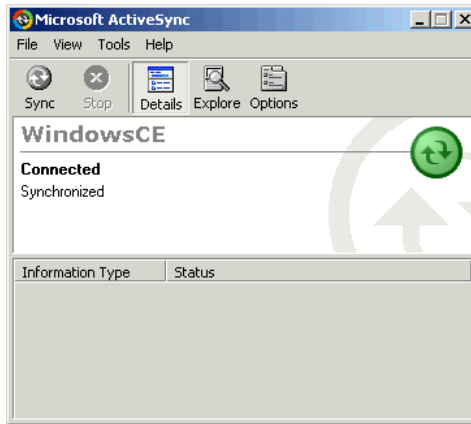 Microsoft ActiveSync
File View Tools Help
Sync Stop Details Explore Options
WindowsCE
Connected
Synchronized
Information Type Status